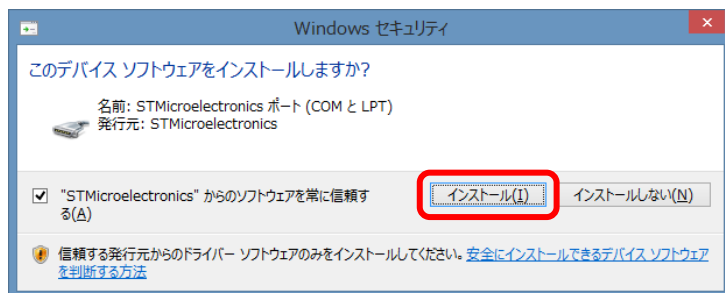 Windows セキュリティ
このデバイス ソフトウェアをインストールしますか?
名前: STMicroelectronics ポート (COM と LPT)
発行元: STMicroelectronics
"STMicroelectronics" からのソフトウェアを常に信頼す
る(A)
インストール(I)
インストールしない(N)
信頼する発行元からのドライバー ソフトウェアのみをインストールしてください。安全にインストールできるデバイス ソフトウェア
を判断する方法